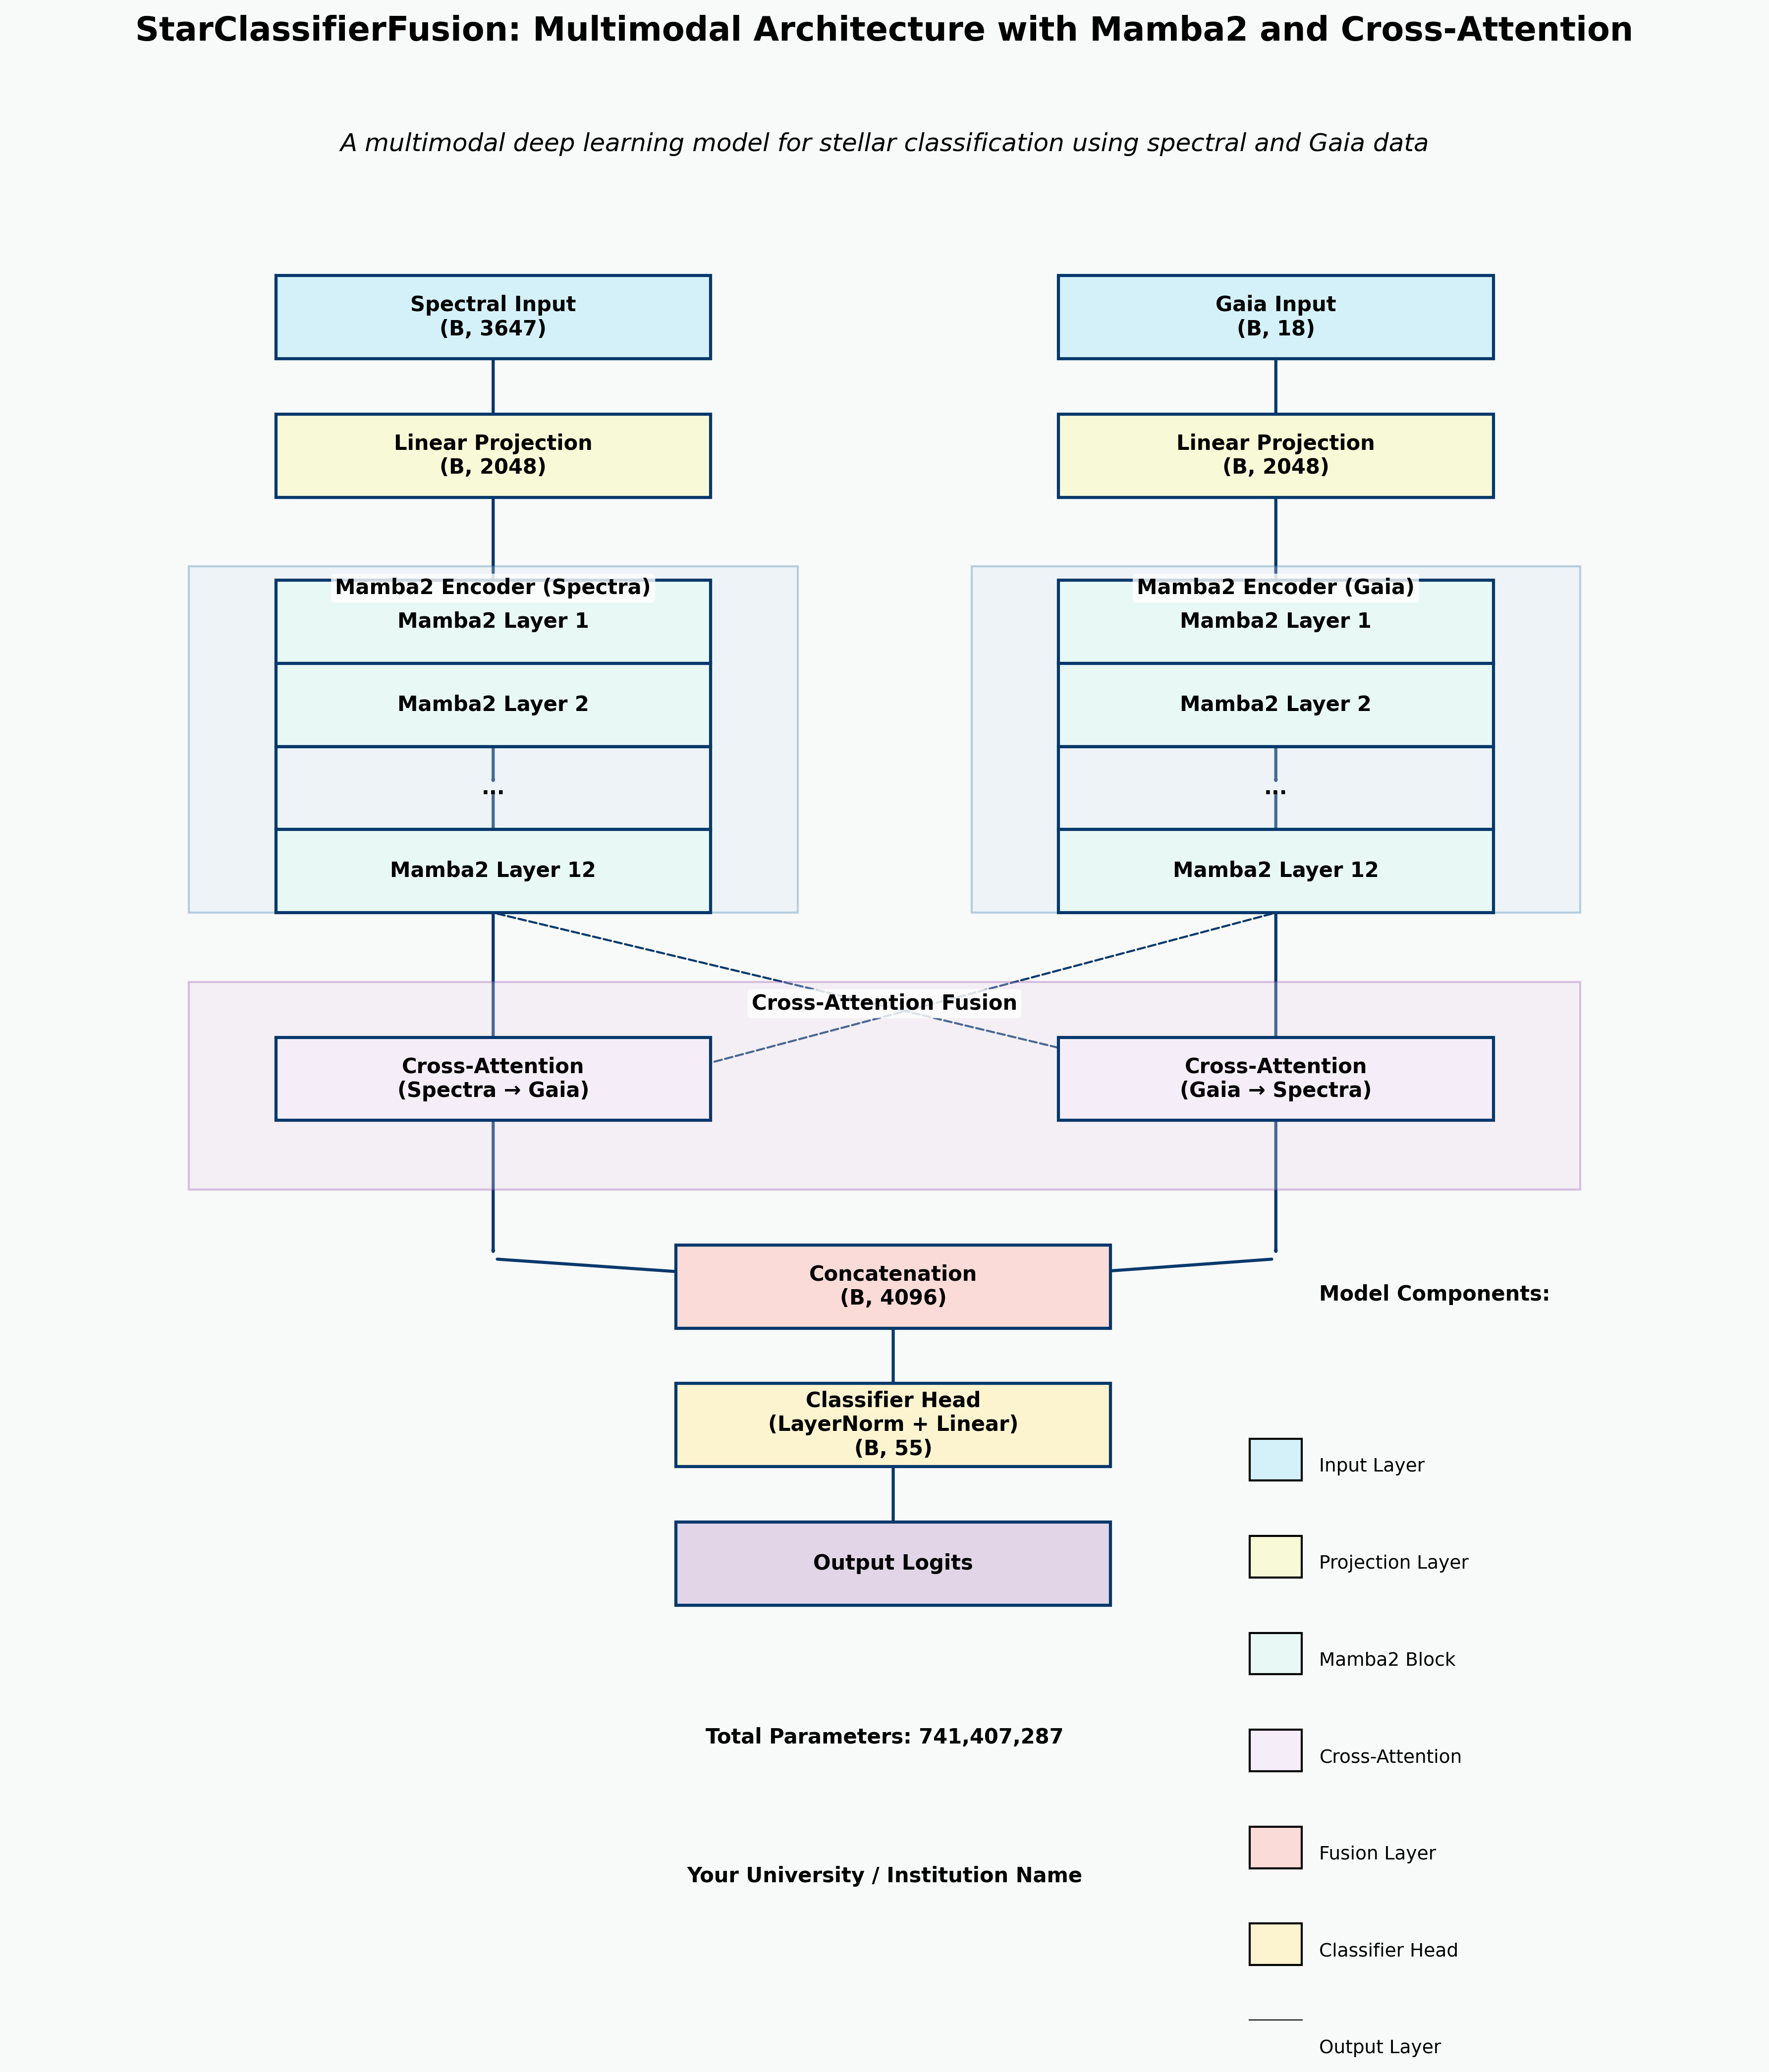 StarClassifierFusion: Multimodal Architecture with Mamba2 and Cross-Attention
A multimodal deep learning model for stellar classification using spectral and Gaia data
Spectral Input
(B, 3647)
Gaia Input
(B, 18)
Linear Projection
(B, 2048)
Linear Projection
(B, 2048)
Mamba2 Encoder (Spectra)
Mamba2 Layer 1
Mamba2 Layer 2
...
Mamba2 Layer 12
Mamba2 Encoder (Gaia)
Mamba2 Layer 1
Mamba2 Layer 2
...
Mamba2 Layer 12
Cross-Attention Fusion
Cross-Attention
(Spectra → Gaia)
Cross-Attention
(Gaia → Spectra)
Concatenation
(B, 4096)
Classifier Head
(LayerNorm + Linear)
(B, 55)
Output Logits
Total Parameters: 741,407,287
Your University / Institution Name
Model Components:
Input Layer
Projection Layer
Mamba2 Block
Cross-Attention
Fusion Layer
Classifier Head
Output Layer